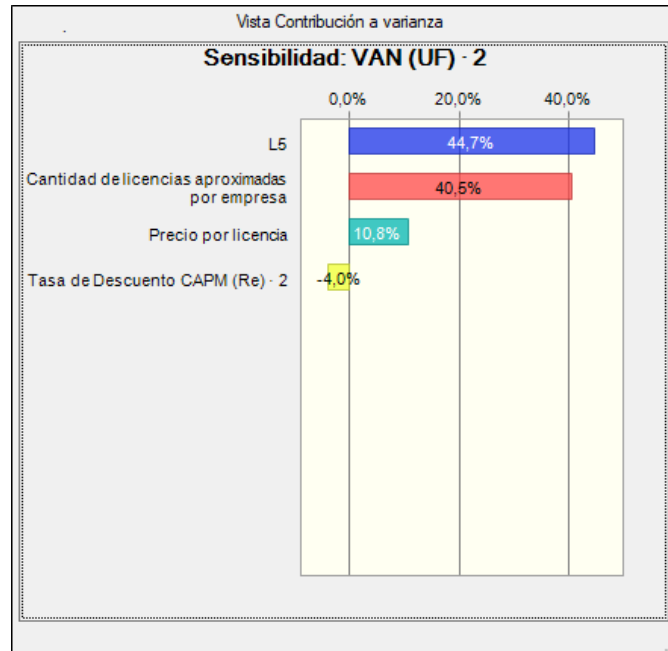 Vista Contribución a varianza
Sensibilidad: VAN (UF) - 2
0,0% 20,0% 40,0%
L5 44,7%
Cantidad de licencias aproximadas
por empresa 40,5%
Precio por licencia 10,8%
Tasa de Descuento CAPM (Re) - 2 -4,0%